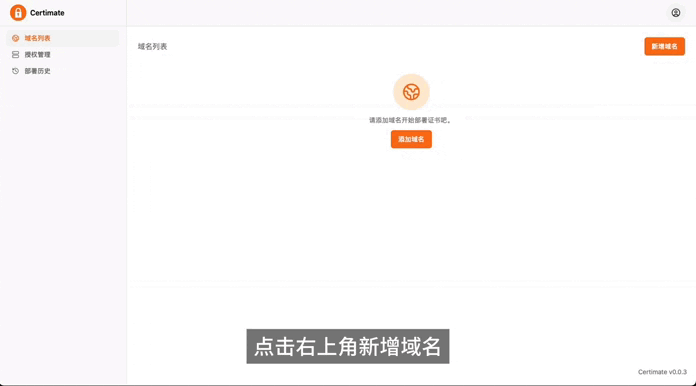 Certimate
域名列表
授权管理
部署历史
域名列表
新增域名
请添加域名开始部署证书吧。
添加域名
点击右上角新增域名
Certimate v0.0.3